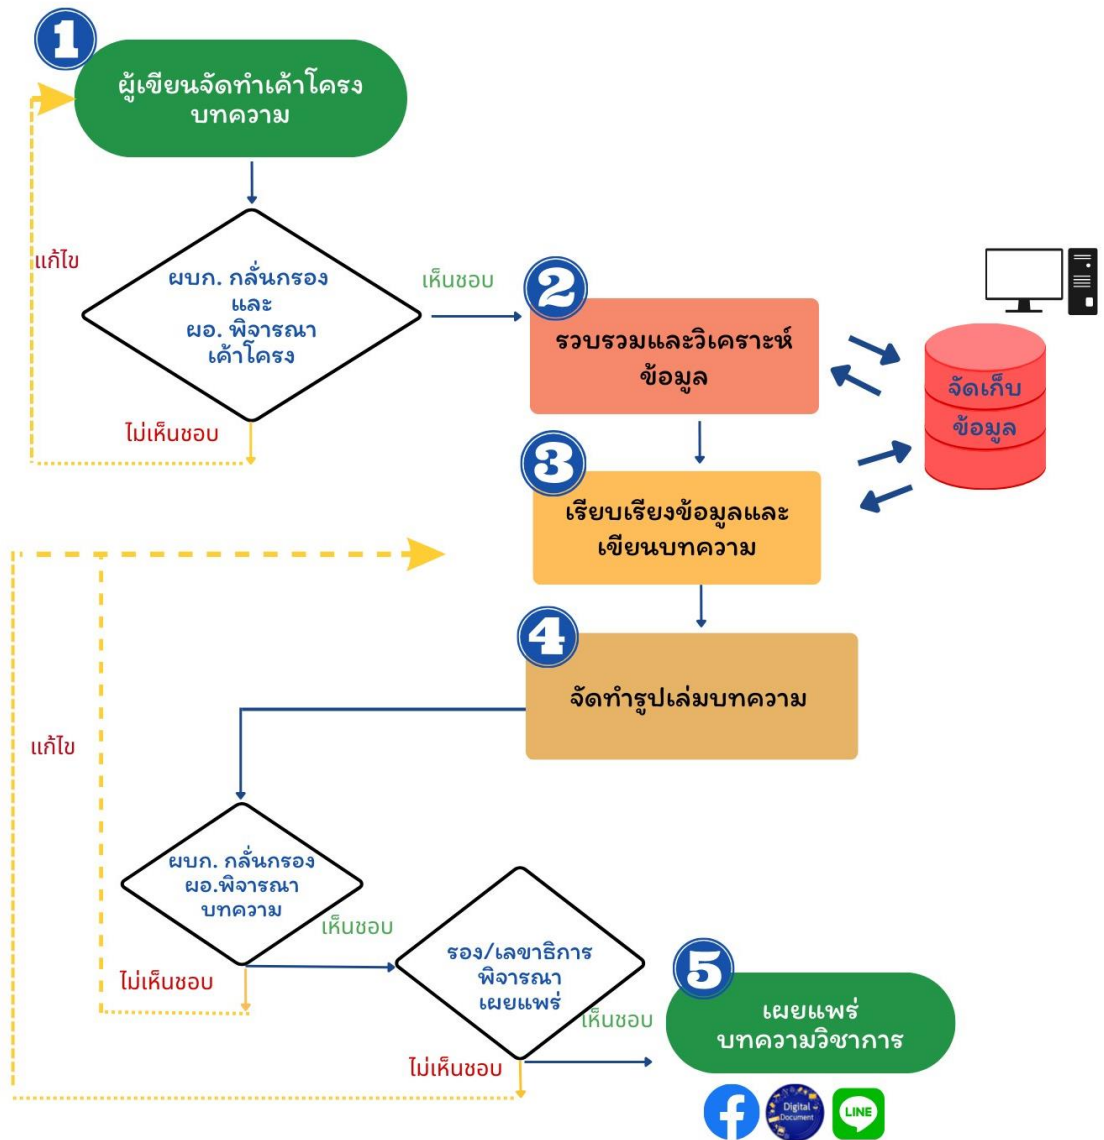 1
ผู้เขียนจัดทำเค้าโครง
บทความ
แก้ไข
ผบก. กลั่นกรอง
และ
ผอ. พิจารณา
เค้าโครง
เห็นชอบ
ไม่เห็นชอบ
2
รวบรวมและวิเคราะห์
ข้อมูล
จัดเก็บ
ข้อมูล
3
เรียบเรียงข้อมูลและ
เขียนบทความ
4
จัดทำรูปเล่มบทความ
แก้ไข
ผบก. กลั่นกรอง
ผอ.พิจารณา
บทความ
เห็นชอบ
ไม่เห็นชอบ
รอง/เลขาธิการ
พิจารณา
เผยแพร่
เห็นชอบ
ไม่เห็นชอบ
5
เผยแพร่
บทความวิชาการ
Digital
Document
LINE